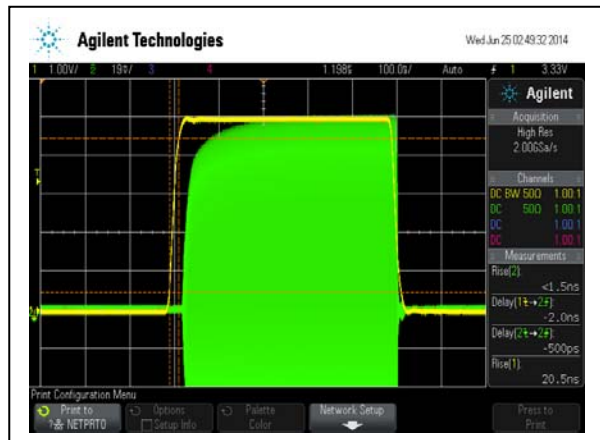 Agilent Technologies
Wed Jun 25 02:49:32 2014
1 1.00V/ 2 3 4 100.0s/ Auto 1 3.33V
Agilent
Acquisition
High Res
2.00GSa/s
Channels
DC BW 50Ω 1.00:1
DC 50Ω 1.00:1
DC 1.00:1
DC 1.00:1
Measurements
Rise(2):
<1.5ns
Delay(1 → 2):
-2.0ns
Delay(2 → 2):
-500ps
Rise(1):
20.5ns
Print Configuration Menu
Print to
NETPRT0
Options
Setup Info
Palette
Color
Network Setup
Press to
Print